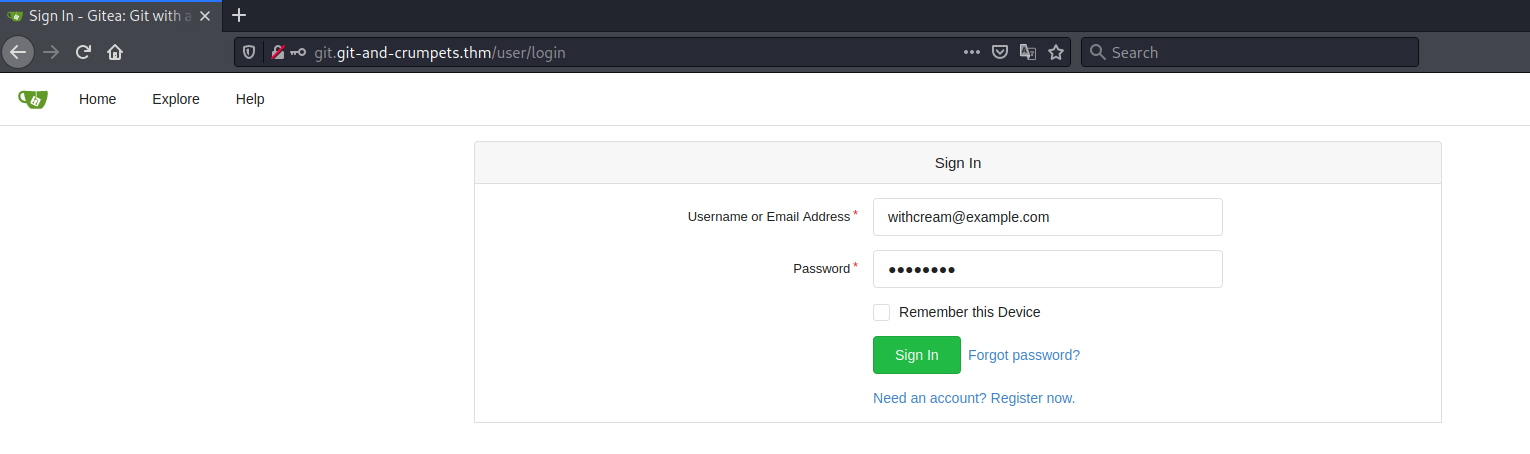 Sign In - Gitea: Git with a
git.git-and-crumpets.thm/user/login
Search
Home Explore Help
Sign In
Username or Email Address*
withcream@example.com
Password*
●●●●●●●●
Remember this Device
Sign In Forgot password?
Need an account? Register now.